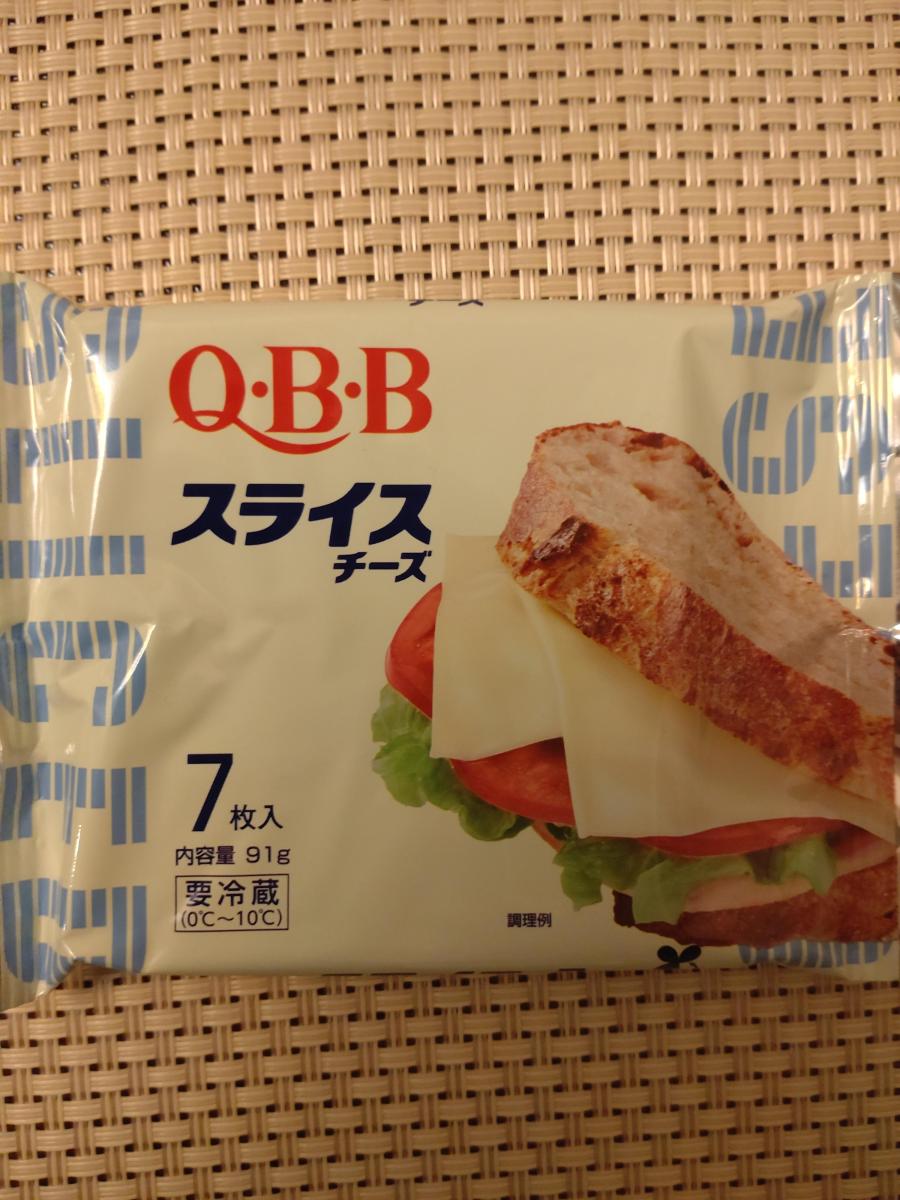 Q・B・B
スライス
チーズ
7枚入
内容量 91g
要冷蔵
(0℃～10℃)
調理例
SLICED